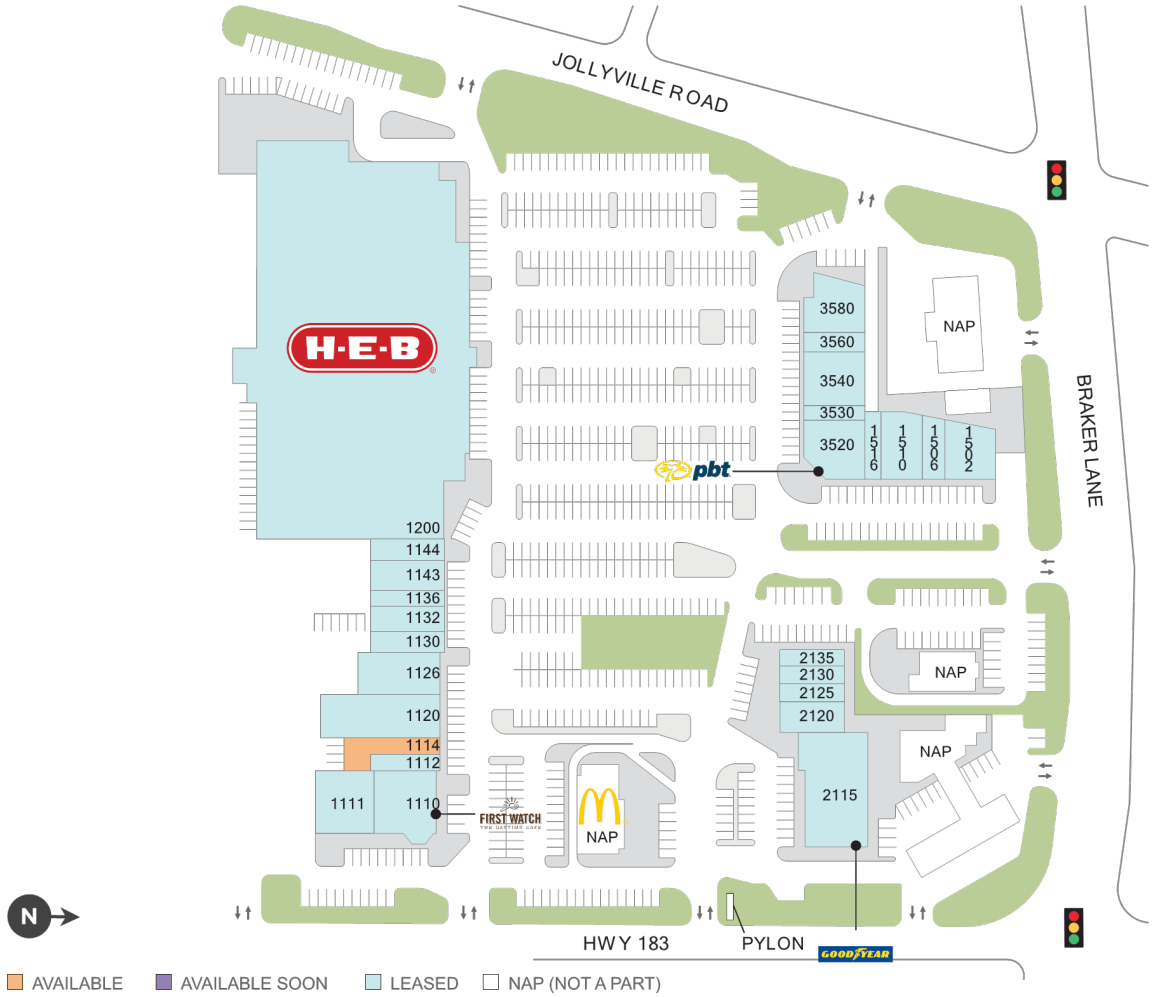 JOLLYVILLE ROAD
H-E-B
®
NAP
3580
3560
3540
3530
3520
1516
1510
1506
1502
BRAKER LANE
pbt
1200
1144
1143
1136
1132
1130
1126
1120
1114
1112
1111
1110
FIRST WATCH
THE DAYTIME CAFE
NAP
2135
2130
2125
2120
2115
NAP
NAP
N
HWY 183
PYLON
GOODYEAR
AVAILABLE
AVAILABLE SOON
LEASED
NAP (NOT A PART)